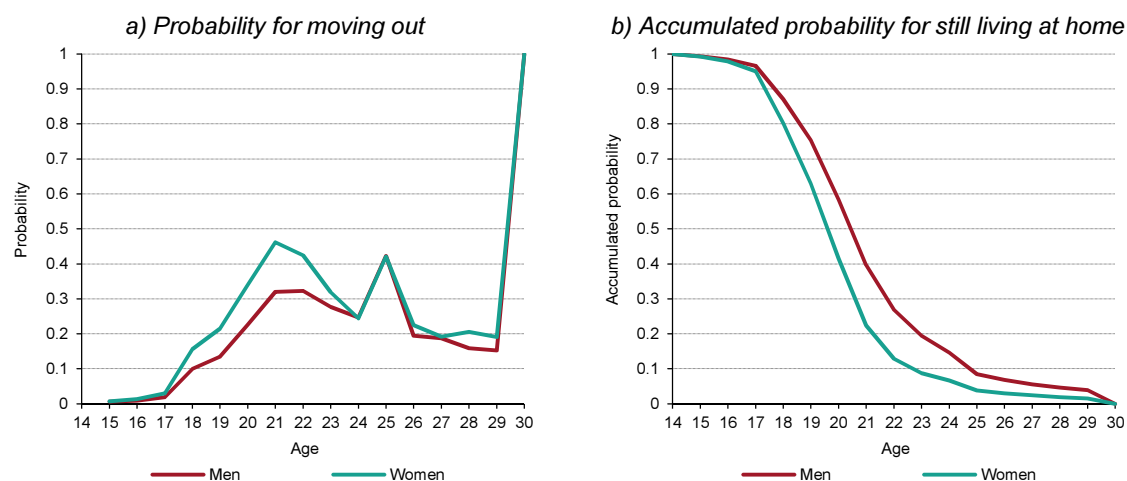 a) Probability for moving out
Probability
1
0.9
0.8
0.7
0.6
0.5
0.4
0.3
0.2
0.1
0
14 15 16 17 18 19 20 21 22 23 24 25 26 27 28 29 30
Age
Men Women
b) Accumulated probability for still living at home
Accumulated probability
1
0.9
0.8
0.7
0.6
0.5
0.4
0.3
0.2
0.1
0
14 15 16 17 18 19 20 21 22 23 24 25 26 27 28 29 30
Age
Men Women